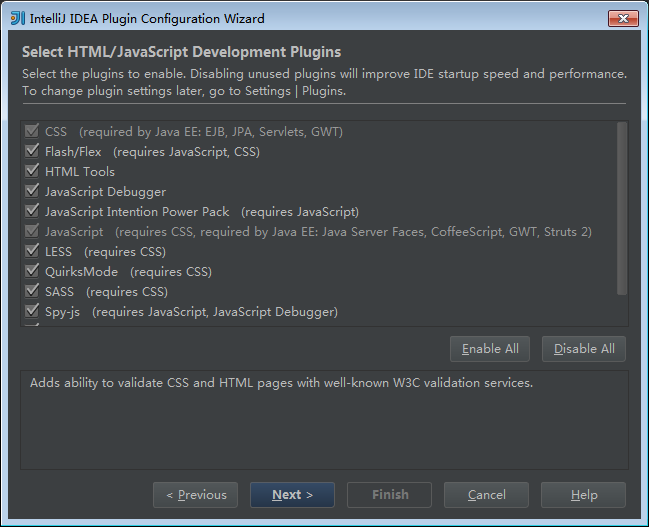 IntelliJ IDEA Plugin Configuration Wizard
Select HTML/JavaScript Development Plugins
Select the plugins to enable. Disabling unused plugins will improve IDE startup speed and performance.
To change plugin settings later, go to Settings | Plugins.
CSS (required by Java EE: EJB, JPA, Servlets, GWT)
Flash/Flex (requires JavaScript, CSS)
HTML Tools
JavaScript Debugger
JavaScript Intention Power Pack (requires JavaScript)
JavaScript (requires CSS, required by Java EE: Java Server Faces, CoffeeScript, GWT, Struts 2)
LESS (requires CSS)
QuirksMode (requires CSS)
SASS (requires CSS)
Spy-js (requires JavaScript, JavaScript Debugger)
Enable All
Disable All
Adds ability to validate CSS and HTML pages with well-known W3C validation services.
< Previous
Next >
Finish
Cancel
Help